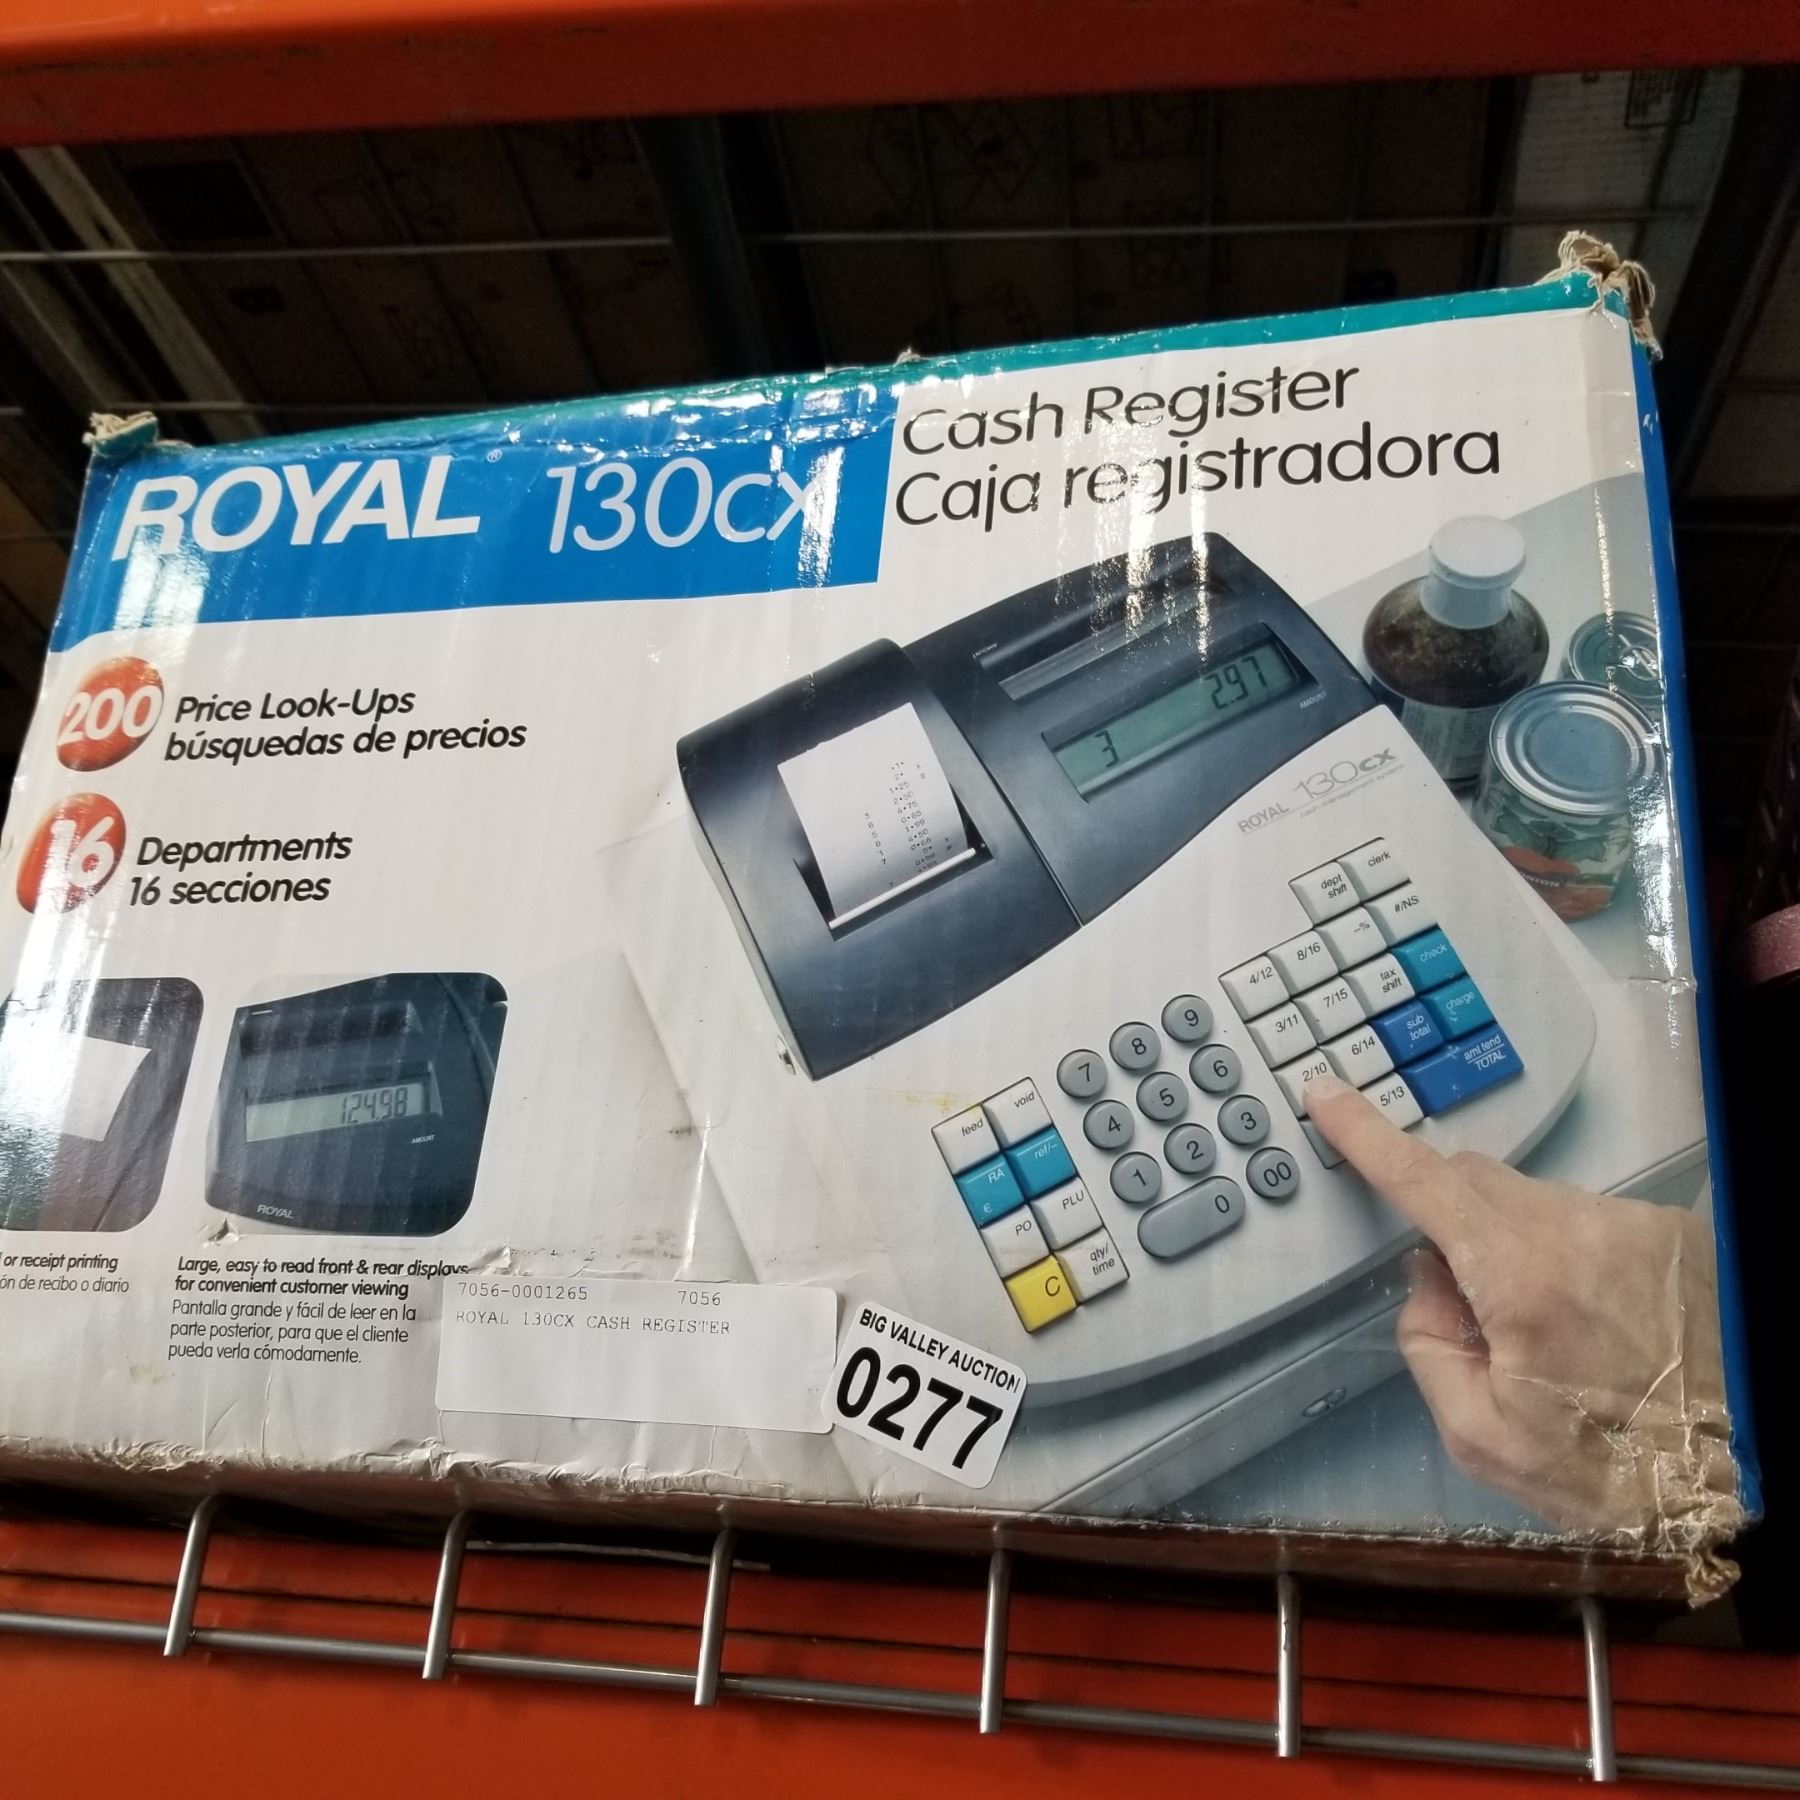 ROYAL® 130CX
Cash Register
Caja registradora
200 Price Look-Ups
búsquedas de precios
16 Departments
16 secciones
2.97
3
AMOUNT
ROYAL 130CX
cash management system
clerk
dept shift
#/NS
-%
8/16
4/12
check
tax shift
7/15
3/11
charge
sub total
6/14
2/10
amt tend TOTAL
5/13
7 8 9
4 5 6
1 2 3
0 00
feed void
RA ref/-
€
PO PLU
C qty/time
124.98
AMOUNT
ROYAL
or receipt printing
ón de recibo o diario
Large, easy to read front & rear displays
for convenient customer viewing
Pantalla grande y fácil de leer en la
parte posterior, para que el cliente
pueda verla cómodamente.
7056-0001265 7056
ROYAL 130CX CASH REGISTER
BIG VALLEY AUCTION
0277